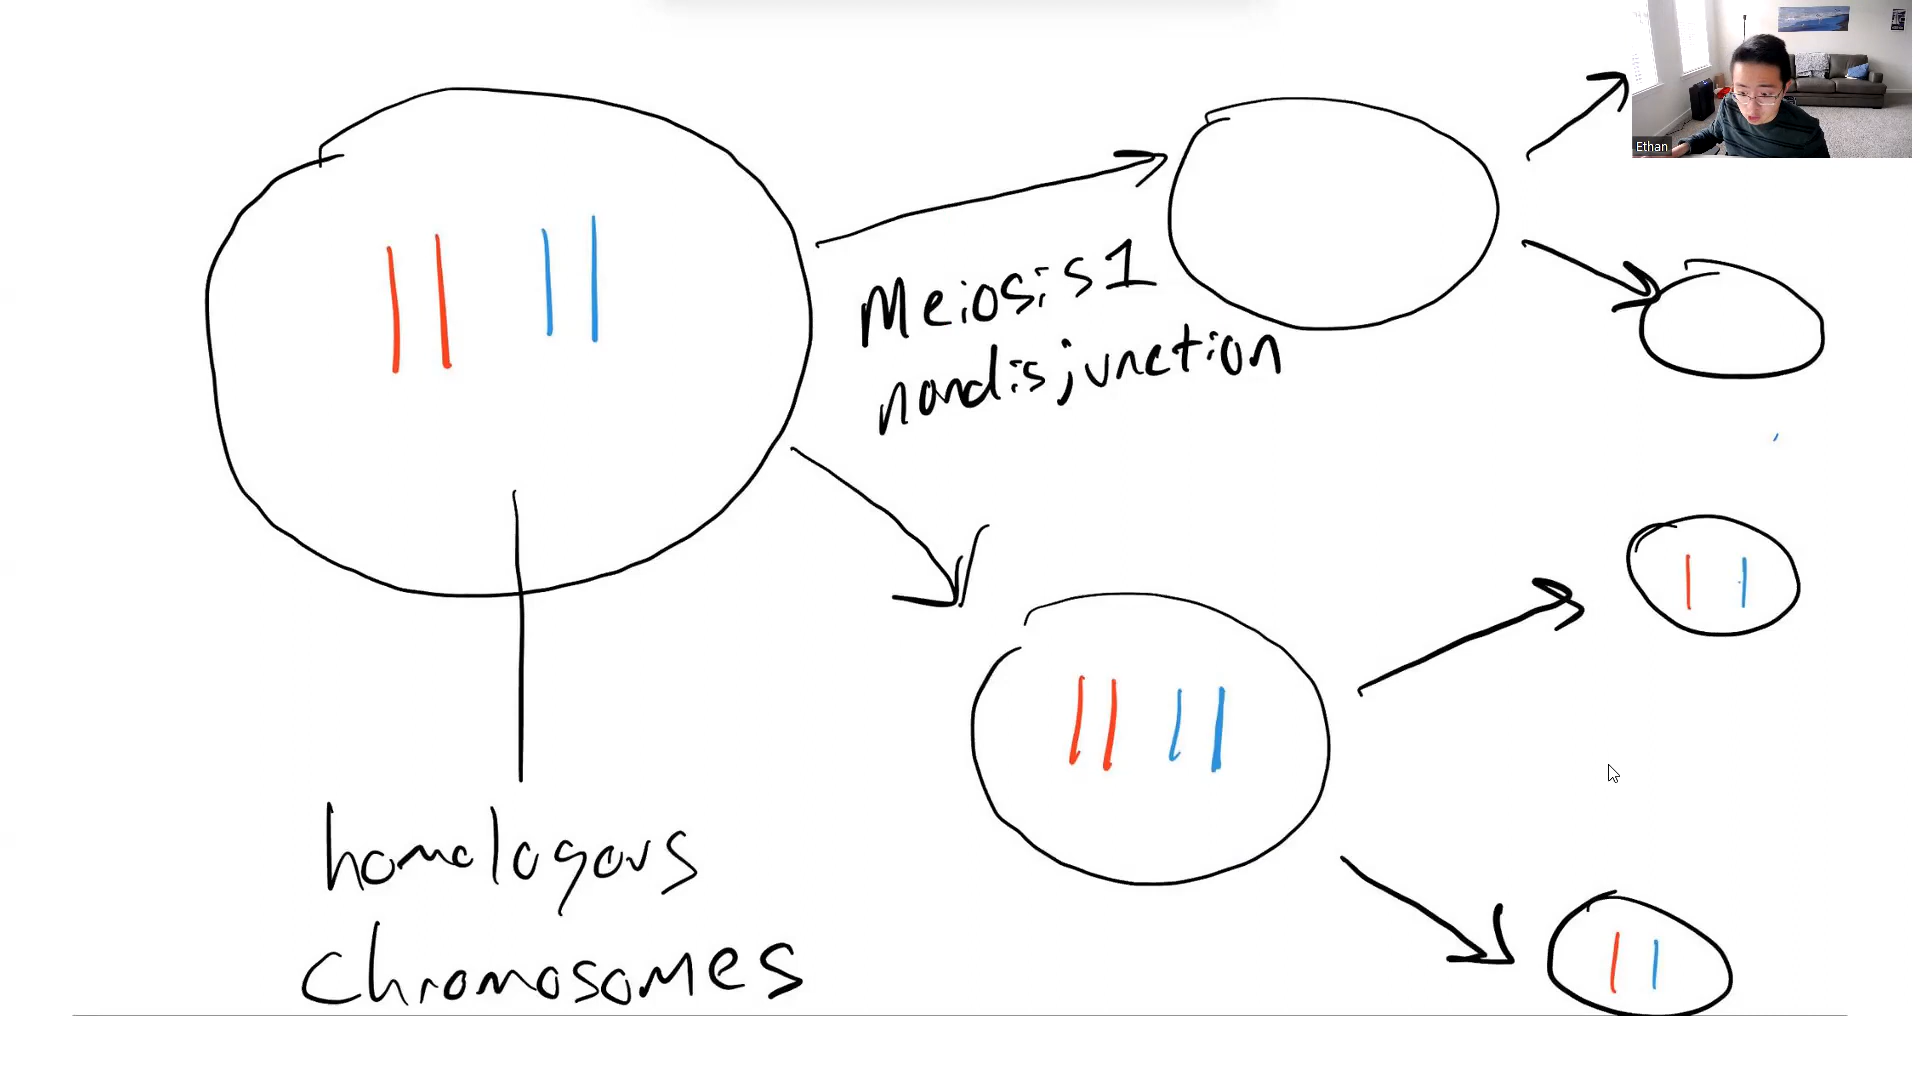 Ethan
Meiosis 1
nondisjunction
homologous
chromosomes